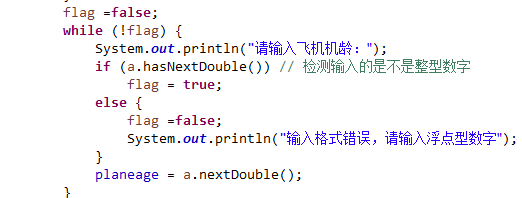 flag =false;
while (!flag) {
System.out.println("请输入飞机机龄：");
if (a.hasNextDouble()) // 检测输入的是不是整型数字
flag = true;
else {
flag =false;
System.out.println("输入格式错误，请输入浮点型数字");
}
planeage = a.nextDouble();
}